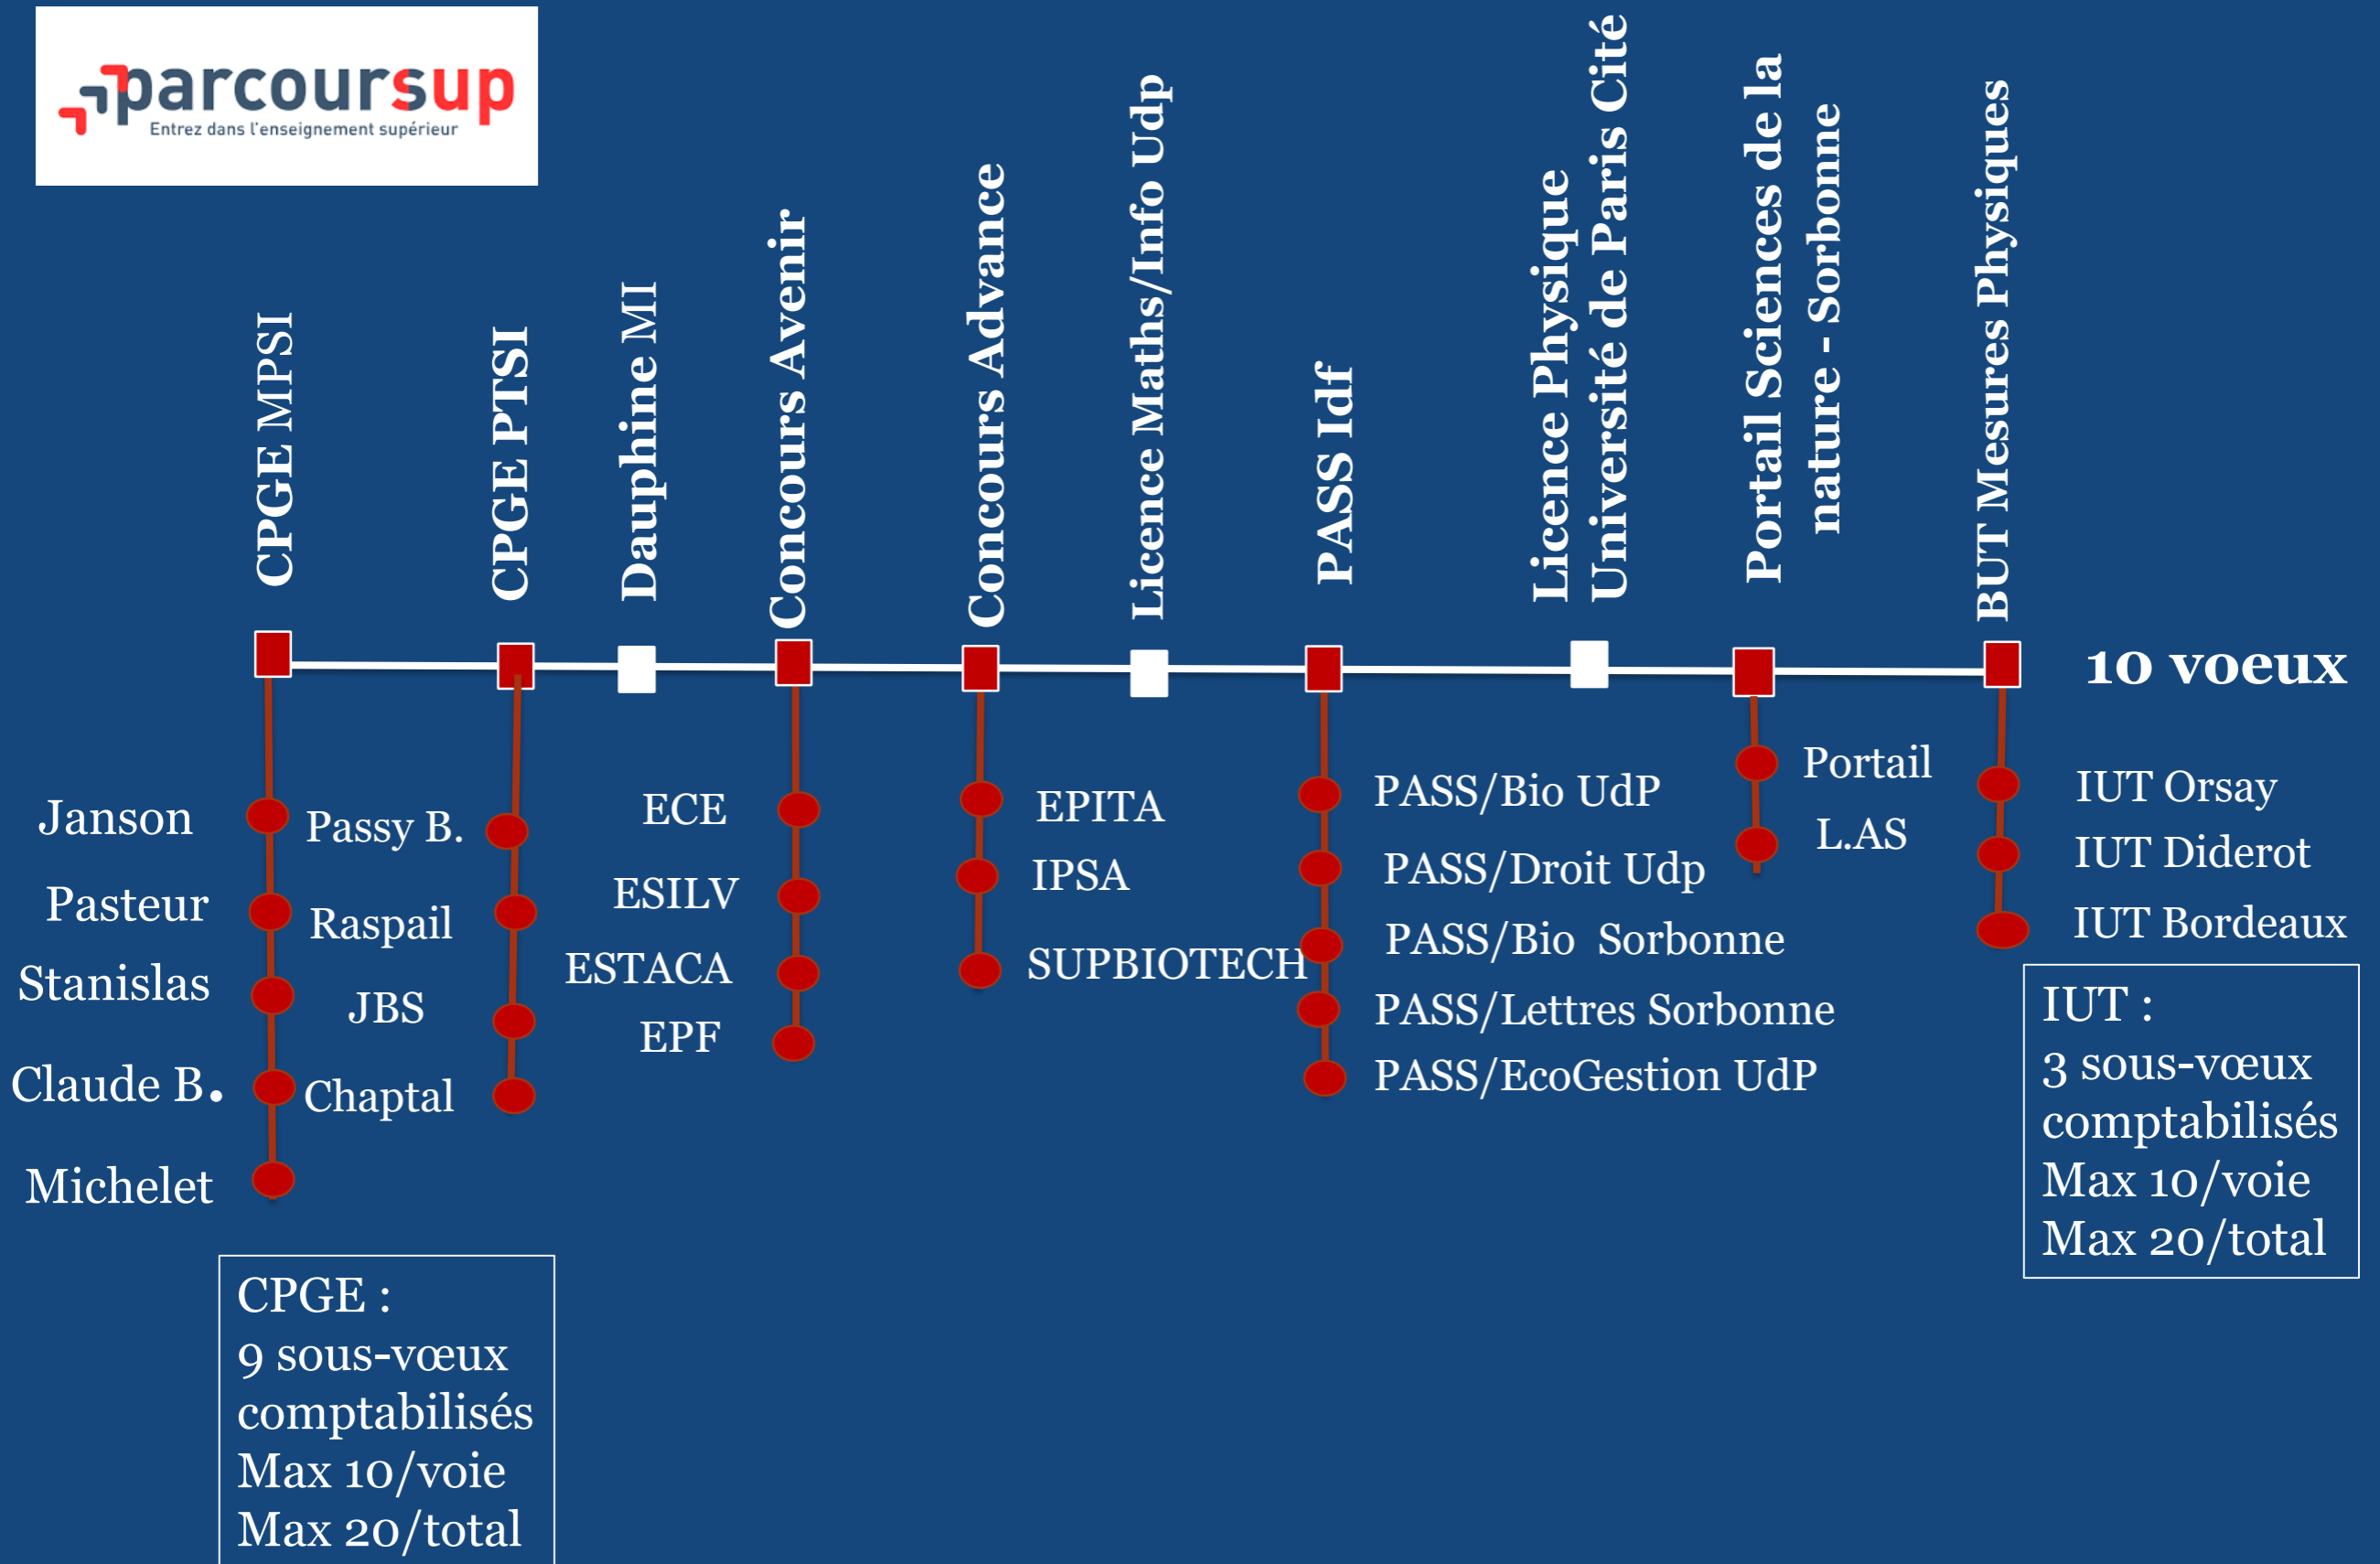 parcoursup
Entrez dans l'enseignement supérieur
CPGE MPSI
CPGE PTSI
Dauphine MI
Concours Avenir
Concours Advance
Licence Maths/Info Udp
PASS Idf
Licence Physique
Université de Paris Cité
Portail Sciences de la
nature - Sorbonne
BUT Mesures Physiques
10 voeux
Janson
Pasteur
Stanislas
Claude B.
Michelet
Passy B.
Raspail
JBS
Chaptal
ECE
ESILV
ESTACA
EPF
EPITA
IPSA
SUPBIOTECH
PASS/Bio UdP
PASS/Droit Udp
PASS/Bio Sorbonne
PASS/Lettres Sorbonne
PASS/EcoGestion UdP
Portail
L.AS
IUT Orsay
IUT Diderot
IUT Bordeaux
IUT :
3 sous-vœux
comptabilisés
Max 10/voie
Max 20/total
CPGE :
9 sous-vœux
comptabilisés
Max 10/voie
Max 20/total